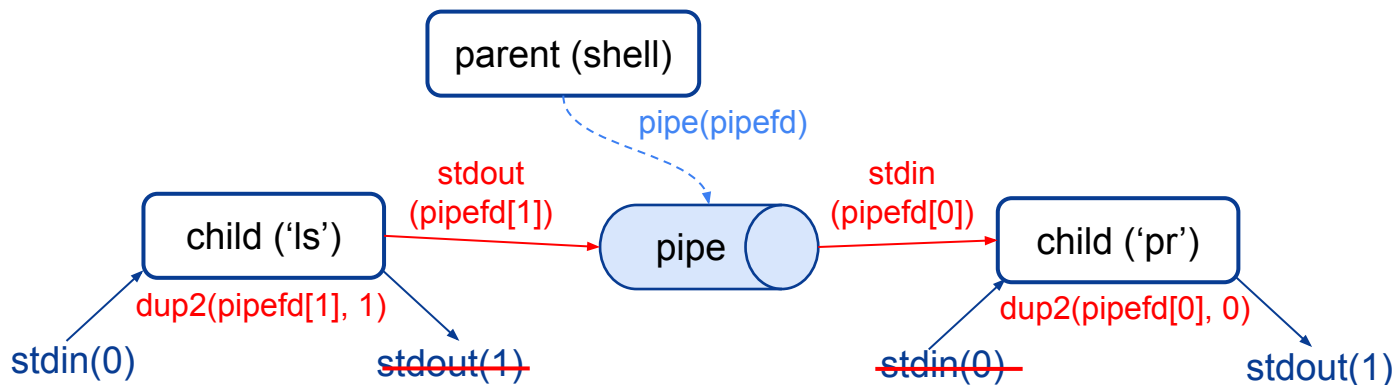 parent (shell)
pipe(pipefd)
stdout
(pipefd[1])
stdin
(pipefd[0])
child (‘ls’)
pipe
child (‘pr’)
dup2(pipefd[1], 1)
dup2(pipefd[0], 0)
stdin(0)
stdout(1)
stdin(0)
stdout(1)